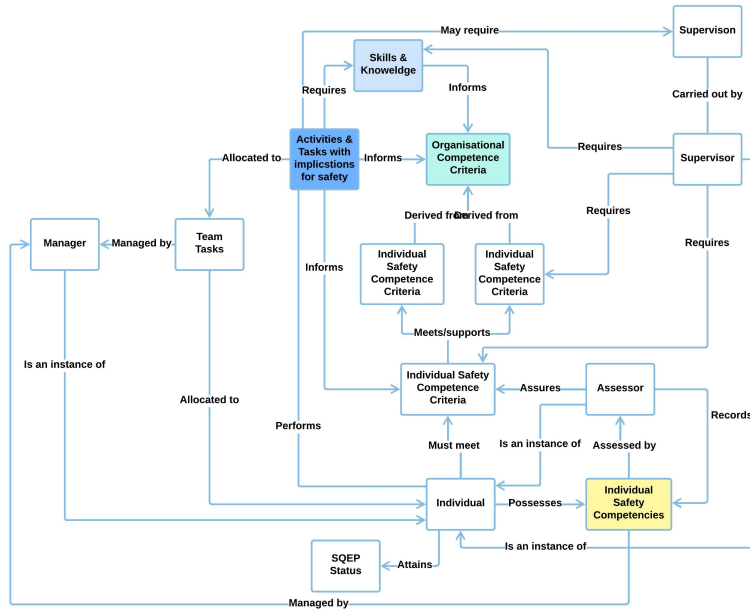 May require
Supervison
Skills &
Knoweldge
Requires
Informs
Carried out by
Activities &
Tasks with
implicstions
for safety
Allocated to
Informs
Organisational
Competence
Criteria
Requires
Supervisor
Manager
Managed by
Team
Tasks
Derived from
Derived from
Requires
Requires
Informs
Individual
Safety
Competence
Criteria
Individual
Safety
Competence
Criteria
Meets/supports
Is an instance of
Individual Safety
Competence
Criteria
Assures
Assessor
Allocated to
Performs
Records
Must meet
Is an instance of
Assessed by
Individual
Possesses
Individual
Safety
Competencies
SQEP
Status
Attains
Is an instance of
Managed by